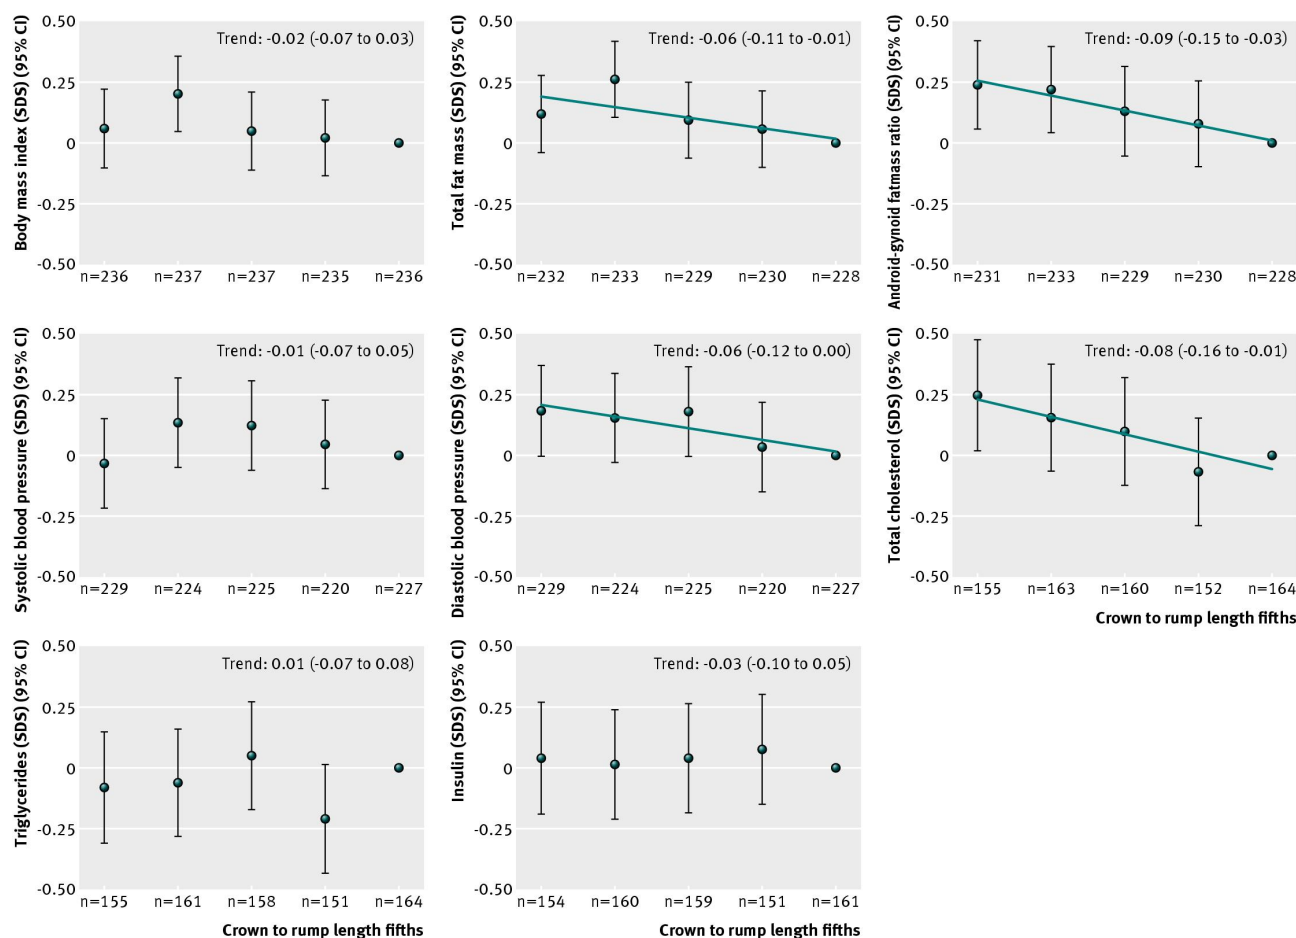 Body mass index (SDS) (95% CI)
0.50
0.25
0
-0.25
-0.50
Trend: -0.02 (-0.07 to 0.03)
n=236 n=237 n=237 n=235 n=236
Total fat mass (SDS) (95% CI)
0.50
0.25
0
-0.25
-0.50
Trend: -0.06 (-0.11 to -0.01)
n=232 n=233 n=229 n=230 n=228
Android-gynoid fatmass ratio (SDS) (95% CI)
0.50
0.25
0
-0.25
-0.50
Trend: -0.09 (-0.15 to -0.03)
n=231 n=233 n=229 n=230 n=228
Systolic blood pressure (SDS) (95% CI)
0.50
0.25
0
-0.25
-0.50
Trend: -0.01 (-0.07 to 0.05)
n=229 n=224 n=225 n=220 n=227
Diastolic blood pressure (SDS) (95% CI)
0.50
0.25
0
-0.25
-0.50
Trend: -0.06 (-0.12 to 0.00)
n=229 n=224 n=225 n=220 n=227
Total cholesterol (SDS) (95% CI)
0.50
0.25
0
-0.25
-0.50
Trend: -0.08 (-0.16 to -0.01)
n=155 n=163 n=160 n=152 n=164
Crown to rump length fifths
Triglycerides (SDS) (95% CI)
0.50
0.25
0
-0.25
-0.50
Trend: 0.01 (-0.07 to 0.08)
n=155 n=161 n=158 n=151 n=164
Crown to rump length fifths
Insulin (SDS) (95% CI)
0.50
0.25
0
-0.25
-0.50
Trend: -0.03 (-0.10 to 0.05)
n=154 n=160 n=159 n=151 n=161
Crown to rump length fifths